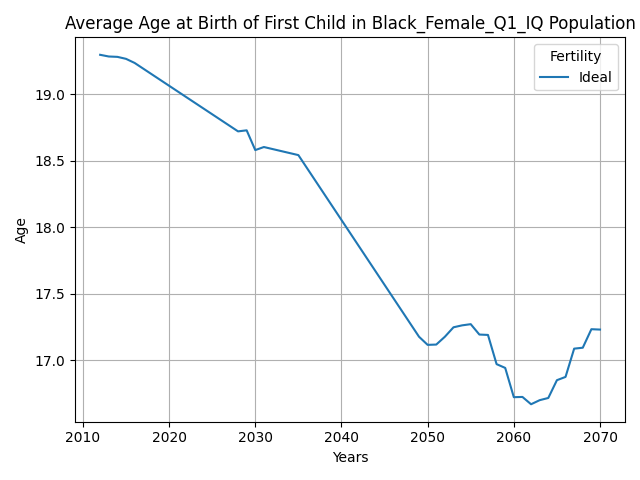 Average Age at Birth of First Child in Black_Female_Q1_IQ Population
Fertility
Ideal
19.0
18.5
18.0
17.5
17.0
Age
2010 2020 2030 2040 2050 2060 2070
Years